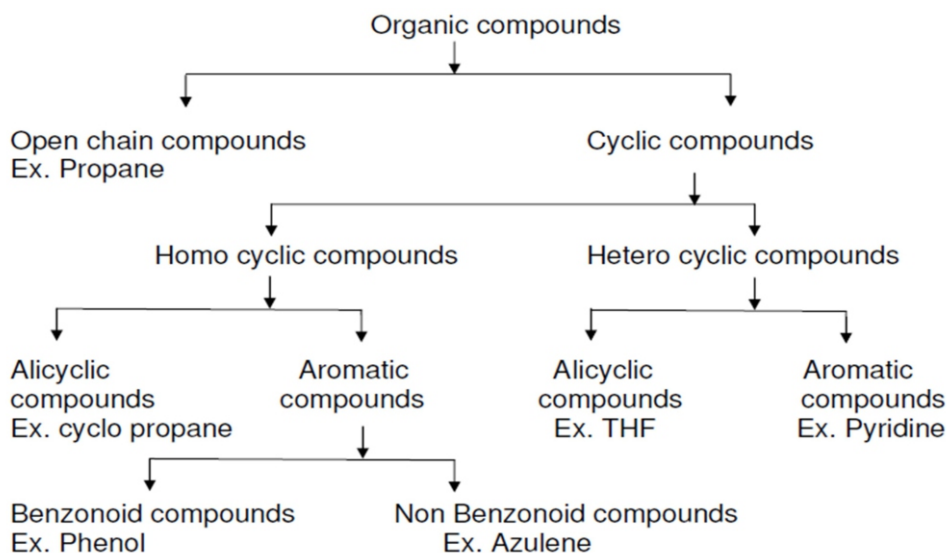 Organic compounds
Open chain compounds
Ex. Propane
Cyclic compounds
Homo cyclic compounds
Hetero cyclic compounds
Alicyclic
compounds
Ex. cyclo propane
Aromatic
compounds
Alicyclic
compounds
Ex. THF
Aromatic
compounds
Ex. Pyridine
Benzonoid compounds
Ex. Phenol
Non Benzonoid compounds
Ex. Azulene